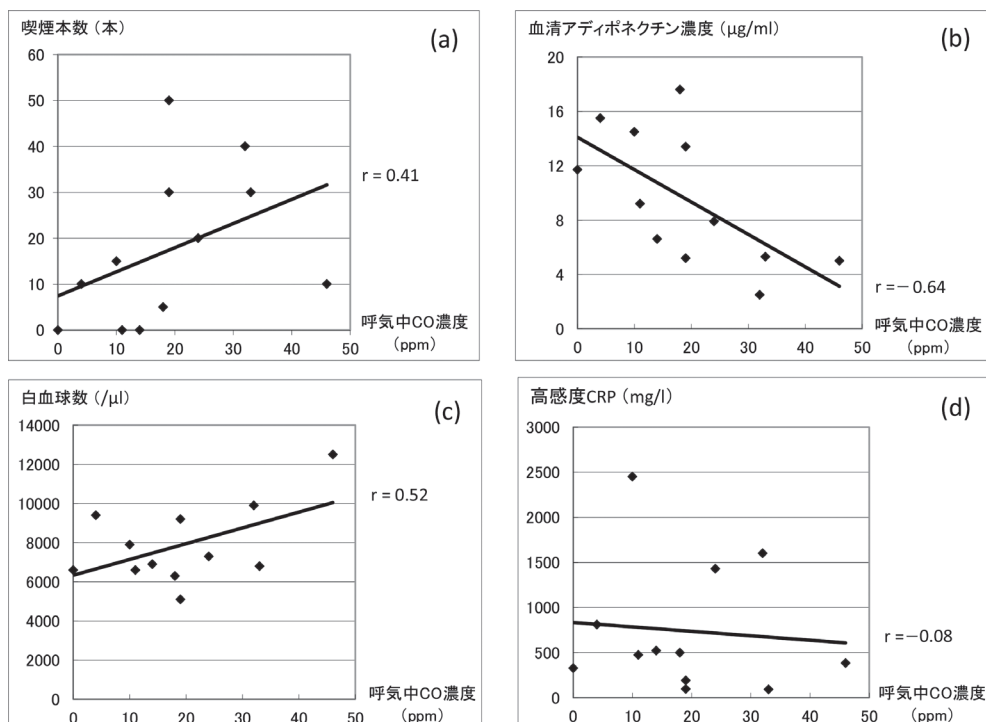 喫煙本数（本）
(a)
60
50
40
30
20
10
0
r = 0.41
呼気中CO濃度
（ppm）
0 10 20 30 40 50
血清アディポネクチン濃度（μg/ml）
(b)
20
16
12
8
4
0
r =－0.64
呼気中CO濃度
（ppm）
0 10 20 30 40 50
白血球数（/μl）
(c)
14000
12000
10000
8000
6000
4000
2000
0
r = 0.52
呼気中CO濃度
（ppm）
0 10 20 30 40 50
高感度CRP（mg/l）
(d)
3000
2500
2000
1500
1000
500
0
r =－0.08
呼気中CO濃度
（ppm）
0 10 20 30 40 50